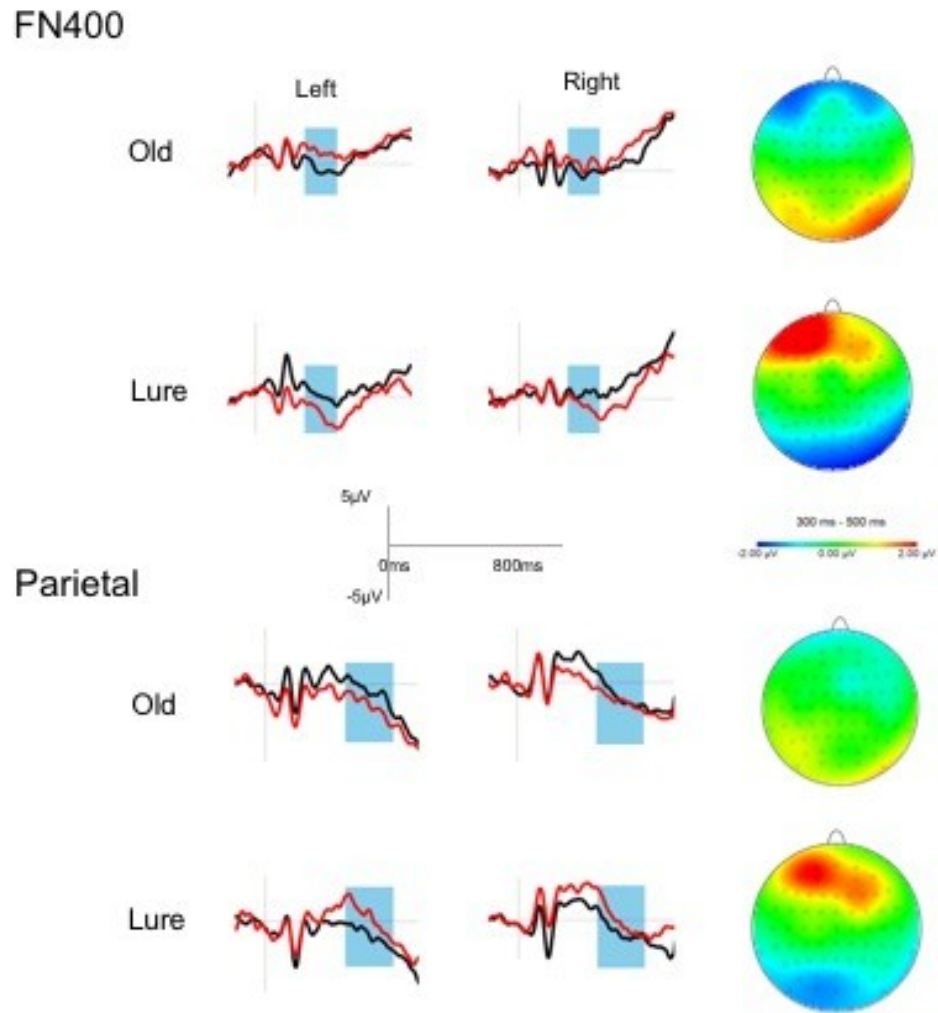 FN400
Left Right
Old
Lure
5µV
0ms 800ms
-5µV
300 ms - 500 ms
-2.00 µV 0.00 µV 2.00 µV
Parietal
Old
Lure